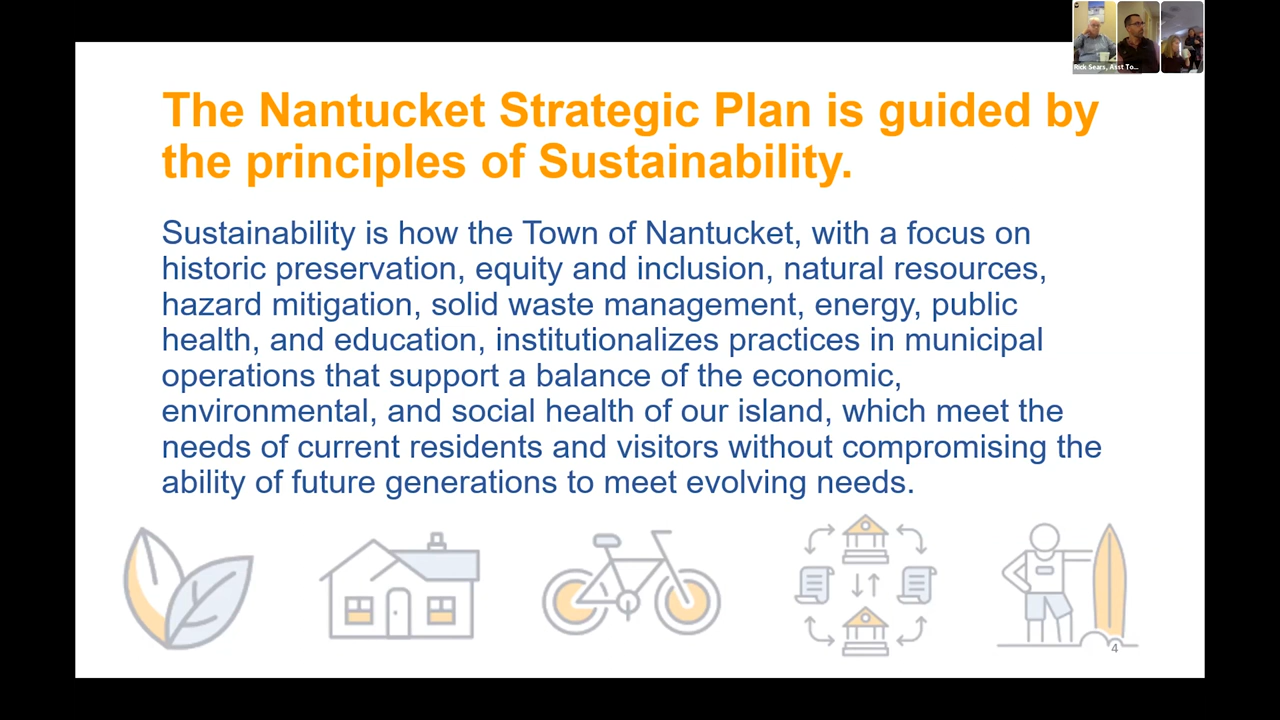 Rick Sears, Asst To...
The Nantucket Strategic Plan is guided by
the principles of Sustainability.
Sustainability is how the Town of Nantucket, with a focus on
historic preservation, equity and inclusion, natural resources,
hazard mitigation, solid waste management, energy, public
health, and education, institutionalizes practices in municipal
operations that support a balance of the economic,
environmental, and social health of our island, which meet the
needs of current residents and visitors without compromising the
ability of future generations to meet evolving needs.
4